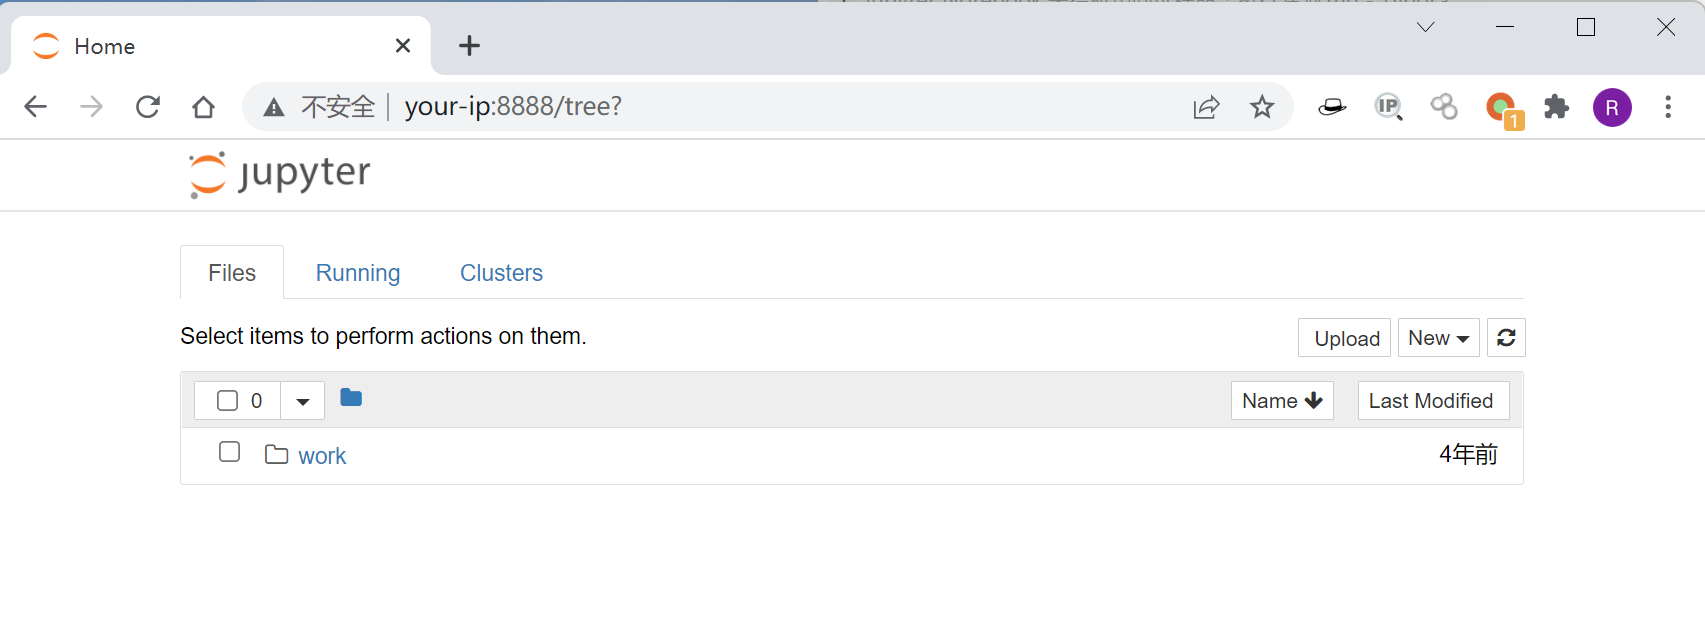 Home
不安全 your-ip:8888/tree?
IP
1
R
jupyter
Files Running Clusters
Select items to perform actions on them.
Upload New
0
Name Last Modified
work 4年前